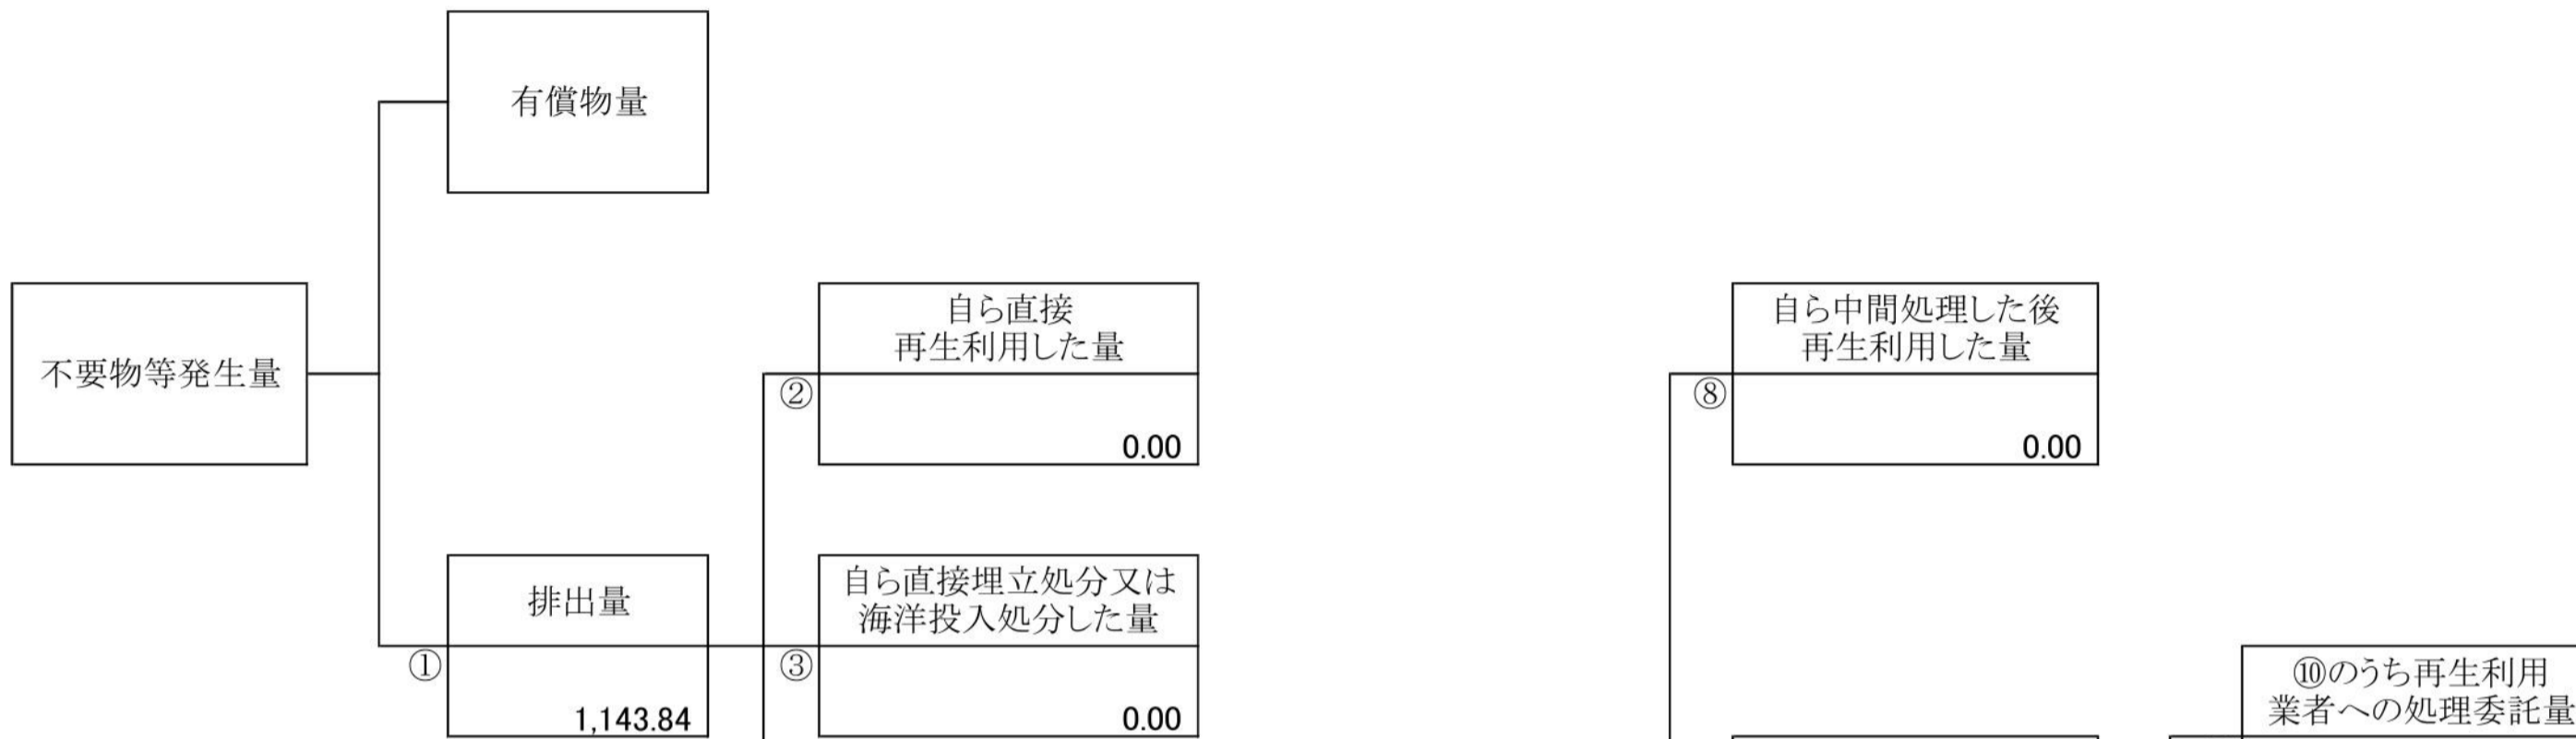 有償物量
不要物等発生量
自ら直接
再生利用した量
②
0.00
自ら中間処理した後
再生利用した量
⑧
0.00
排出量
①
1,143.84
自ら直接埋立処分又は
海洋投入処分した量
③
0.00
⑩のうち再生利用
業者への処理委託量